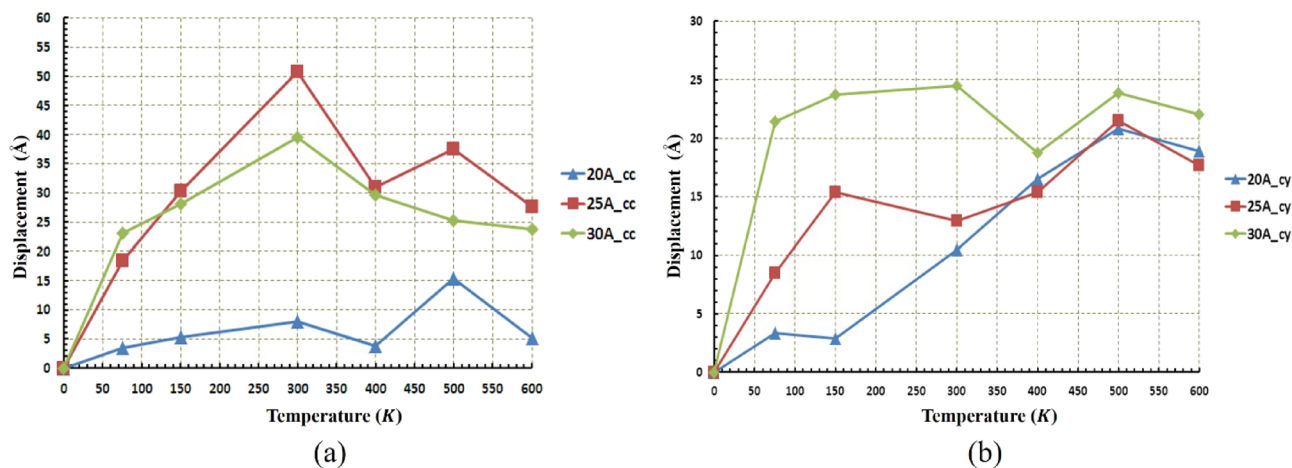 60
55
50
45
40
35
30
25
20
15
10
5
0
Displacement (Å)
0 50 100 150 200 250 300 350 400 450 500 550 600
Temperature (K)
20A_cc
25A_cc
30A_cc
(a)
30
25
20
15
10
5
0
Displacement (Å)
0 50 100 150 200 250 300 350 400 450 500 550 600
Temperature (K)
20A_cy
25A_cy
30A_cy
(b)